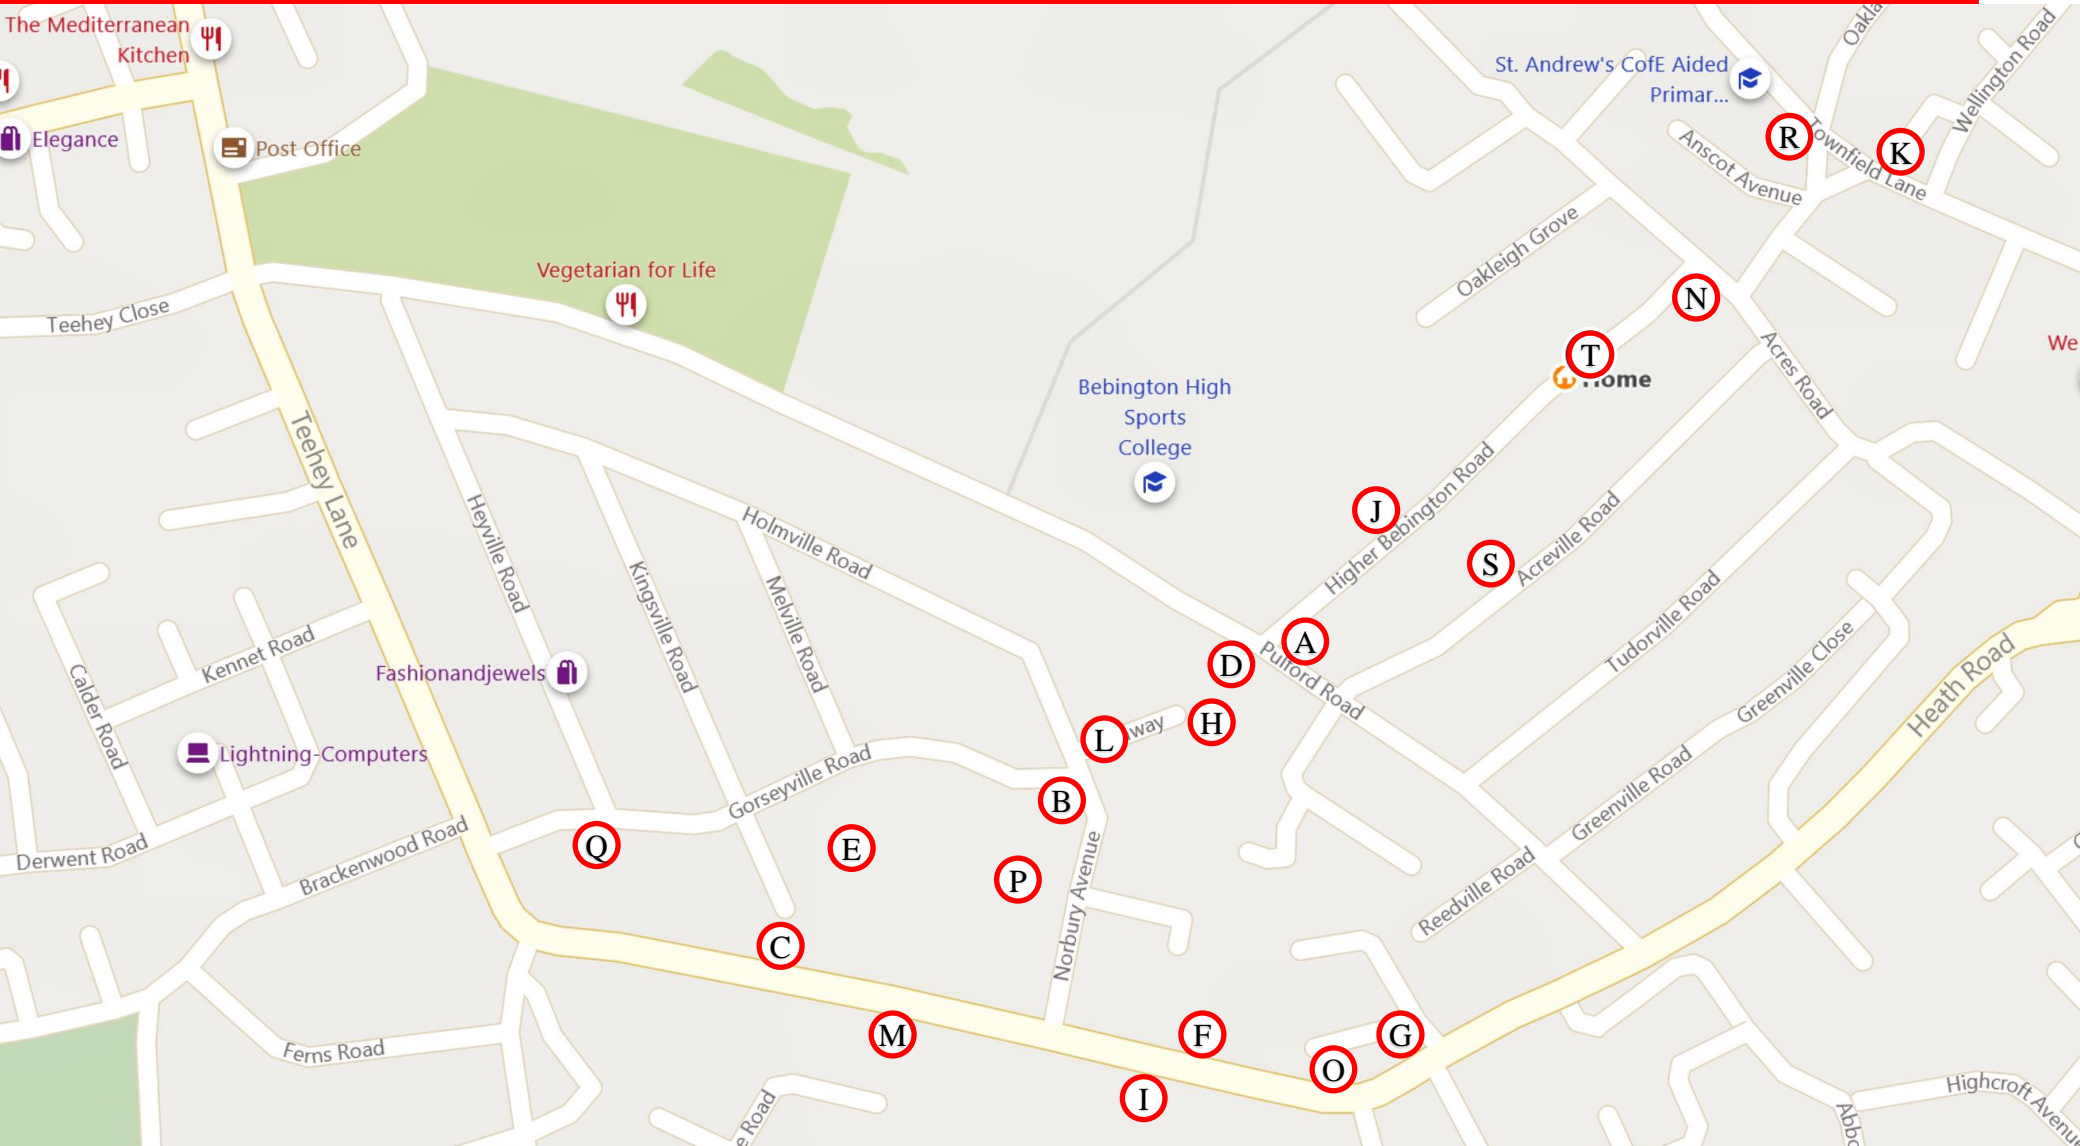 The Mediterranean
Kitchen
Elegance
Post Office
Teehey Close
Vegetarian for Life
Bebington High
Sports
College
St. Andrew's CofE Aided
Primar...
Oakla
Wellington Road
Anscot Avenue
R
Townfield Lane
K
Oakleigh Grove
N
T
Home
We
Acres Road
Teehey Lane
Heyville Road
Holmville Road
Kingsville Road
Melville Road
J
Higher Bebington Road
S
Acreville Road
Tudorville Road
Greenville Close
Heath Road
Kennet Road
Calder Road
Fashionandjewels
Lightning-Computers
A
D
Pulford Road
H
L
way
B
Gorseyville Road
Q
E
P
Derwent Road
Brackenwood Road
Norbury Avenue
Greenville Road
Reedville Road
C
M
F
G
O
I
Ferns Road
e Road
Highcroft Avenue
Abbo